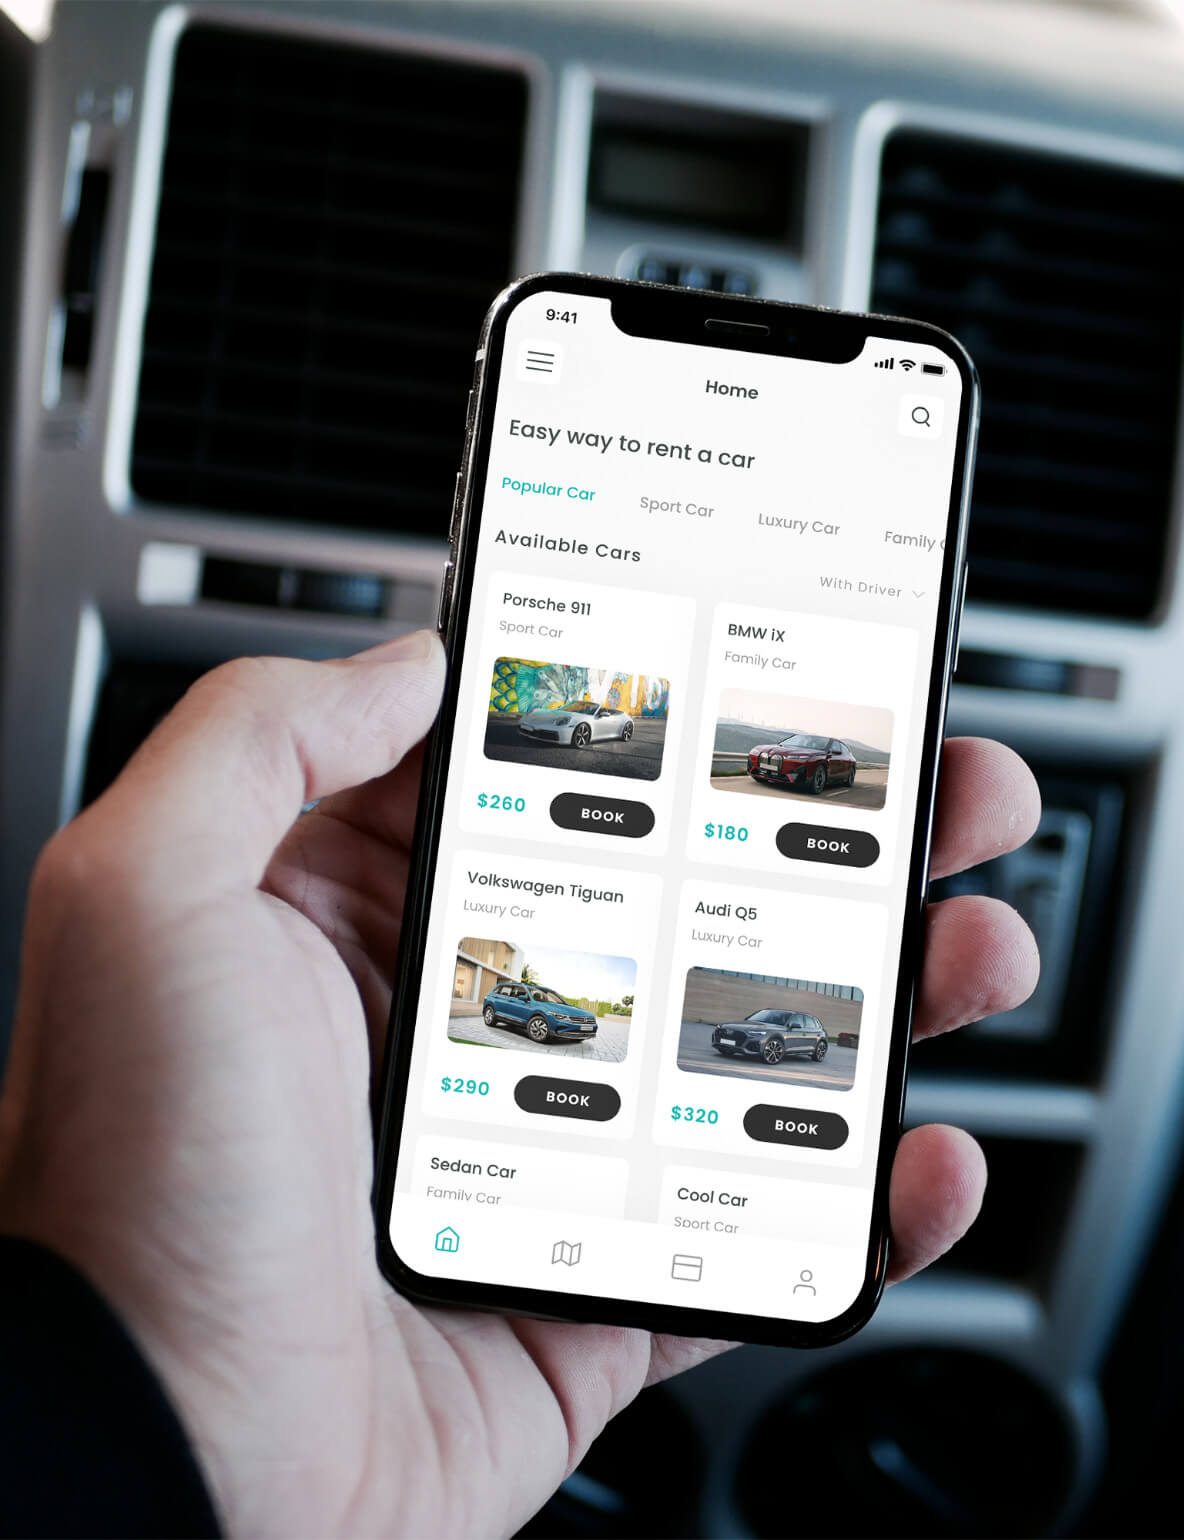 9:41
Home
Easy way to rent a car
Popular Car Sport Car Luxury Car Family
Available Cars
With Driver
Porsche 911
Sport Car
$260 BOOK
BMW iX
Family Car
$180 BOOK
Volkswagen Tiguan
Luxury Car
$290 BOOK
Audi Q5
Luxury Car
$320 BOOK
Sedan Car
Family Car
Cool Car
Sport Car